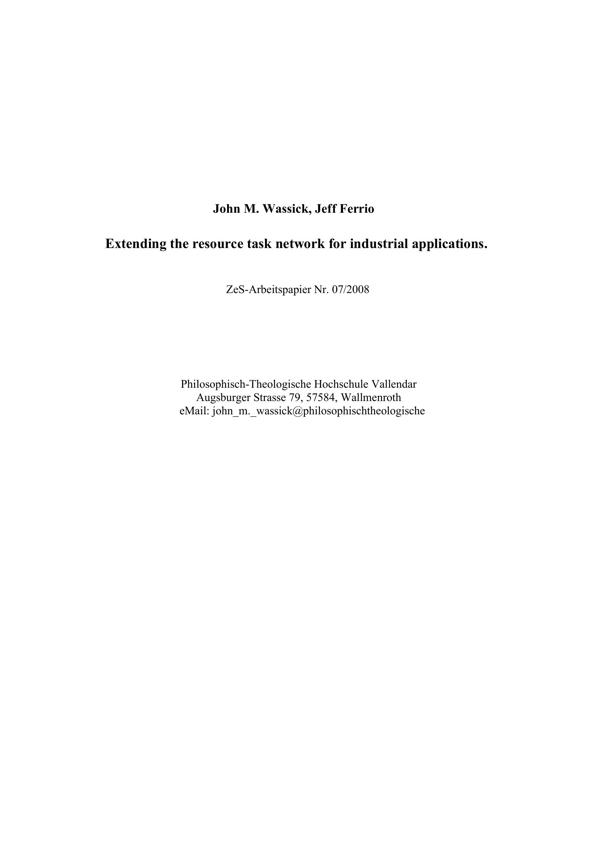 John M. Wassick, Jeff Ferrio
Extending the resource task network for industrial applications.
ZeS-Arbeitspapier Nr. 07/2008
Philosophisch-Theologische Hochschule Vallendar
Augsburger Strasse 79, 57584, Wallmenroth
eMail: john_m._wassick@philosophischtheologische